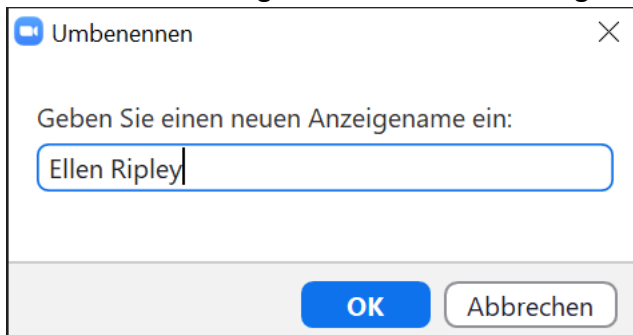 Umbenennen
Geben Sie einen neuen Anzeigename ein:
Ellen Ripley
OK
Abbrechen